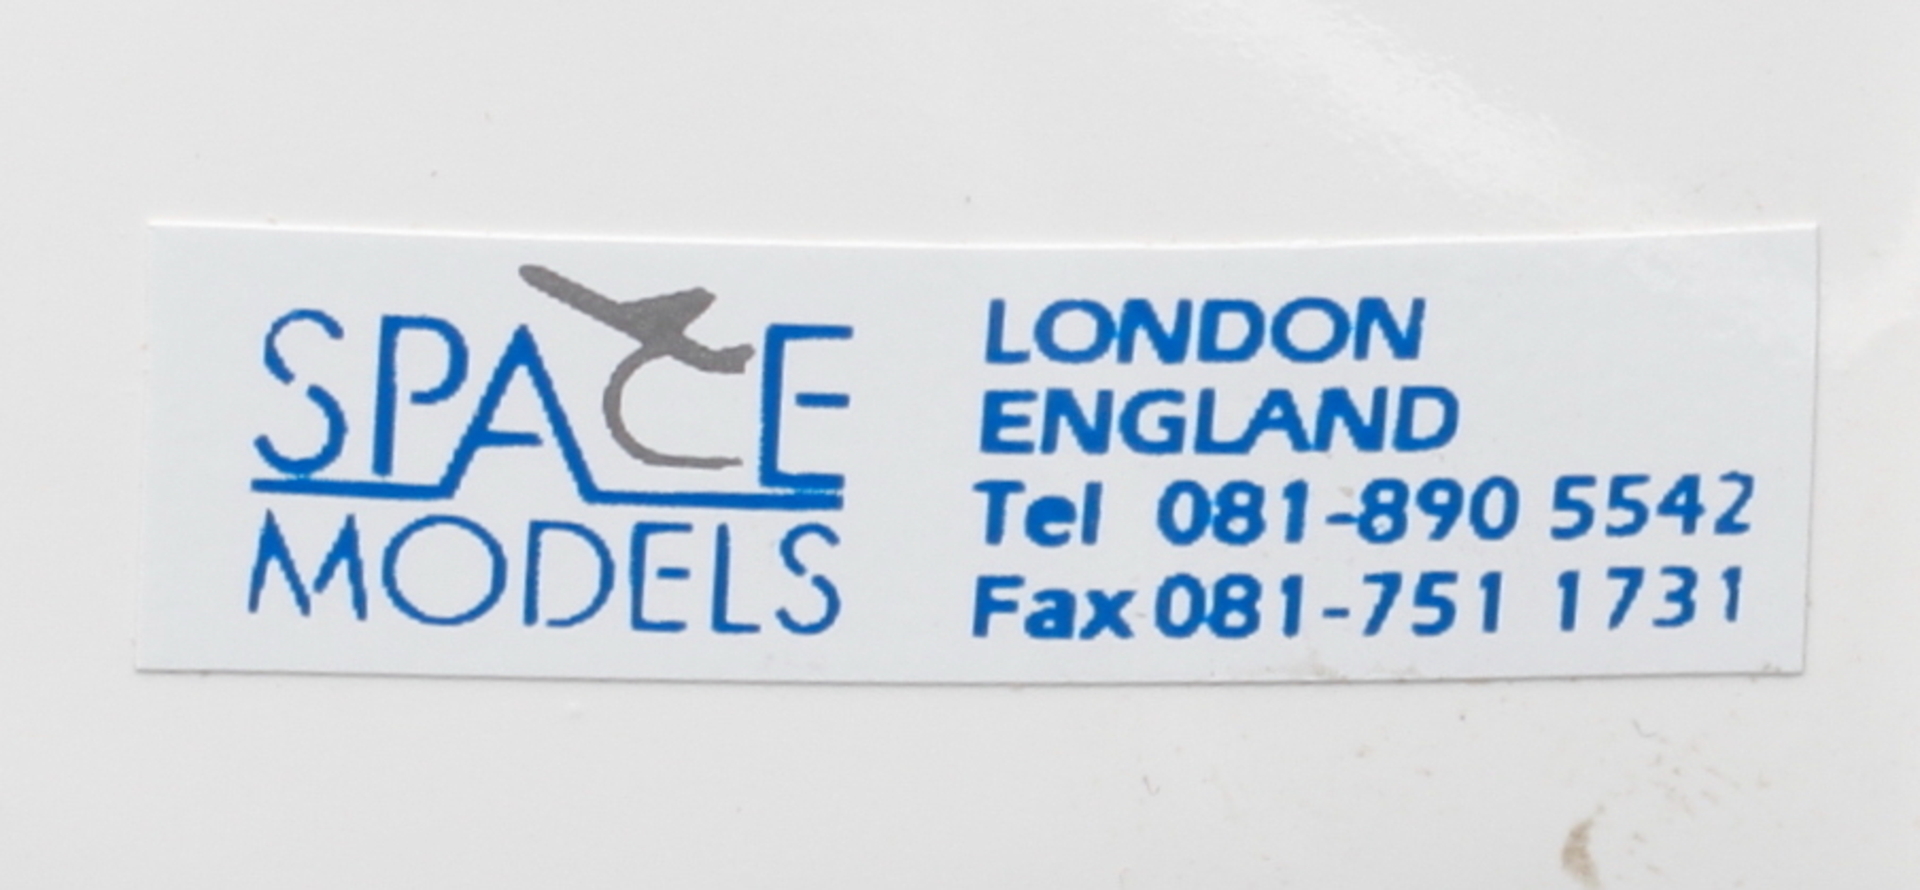 SPACE
MODELS
LONDON
ENGLAND
Tel 081-890 5542
Fax 081-751 1731